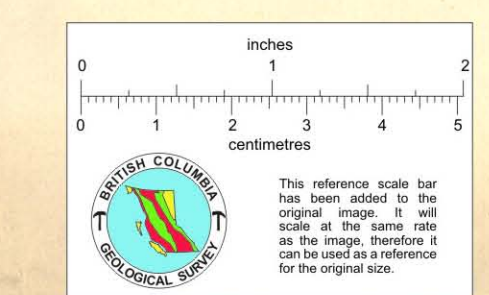 inches
0 1 2
0 1 2 3 4 5
centimetres
BRITISH COLUMBIA
GEOLOGICAL SURVEY
This reference scale bar
has been added to the
original image. It will
scale at the same rate
as the image, therefore it
can be used as a reference
for the original size.